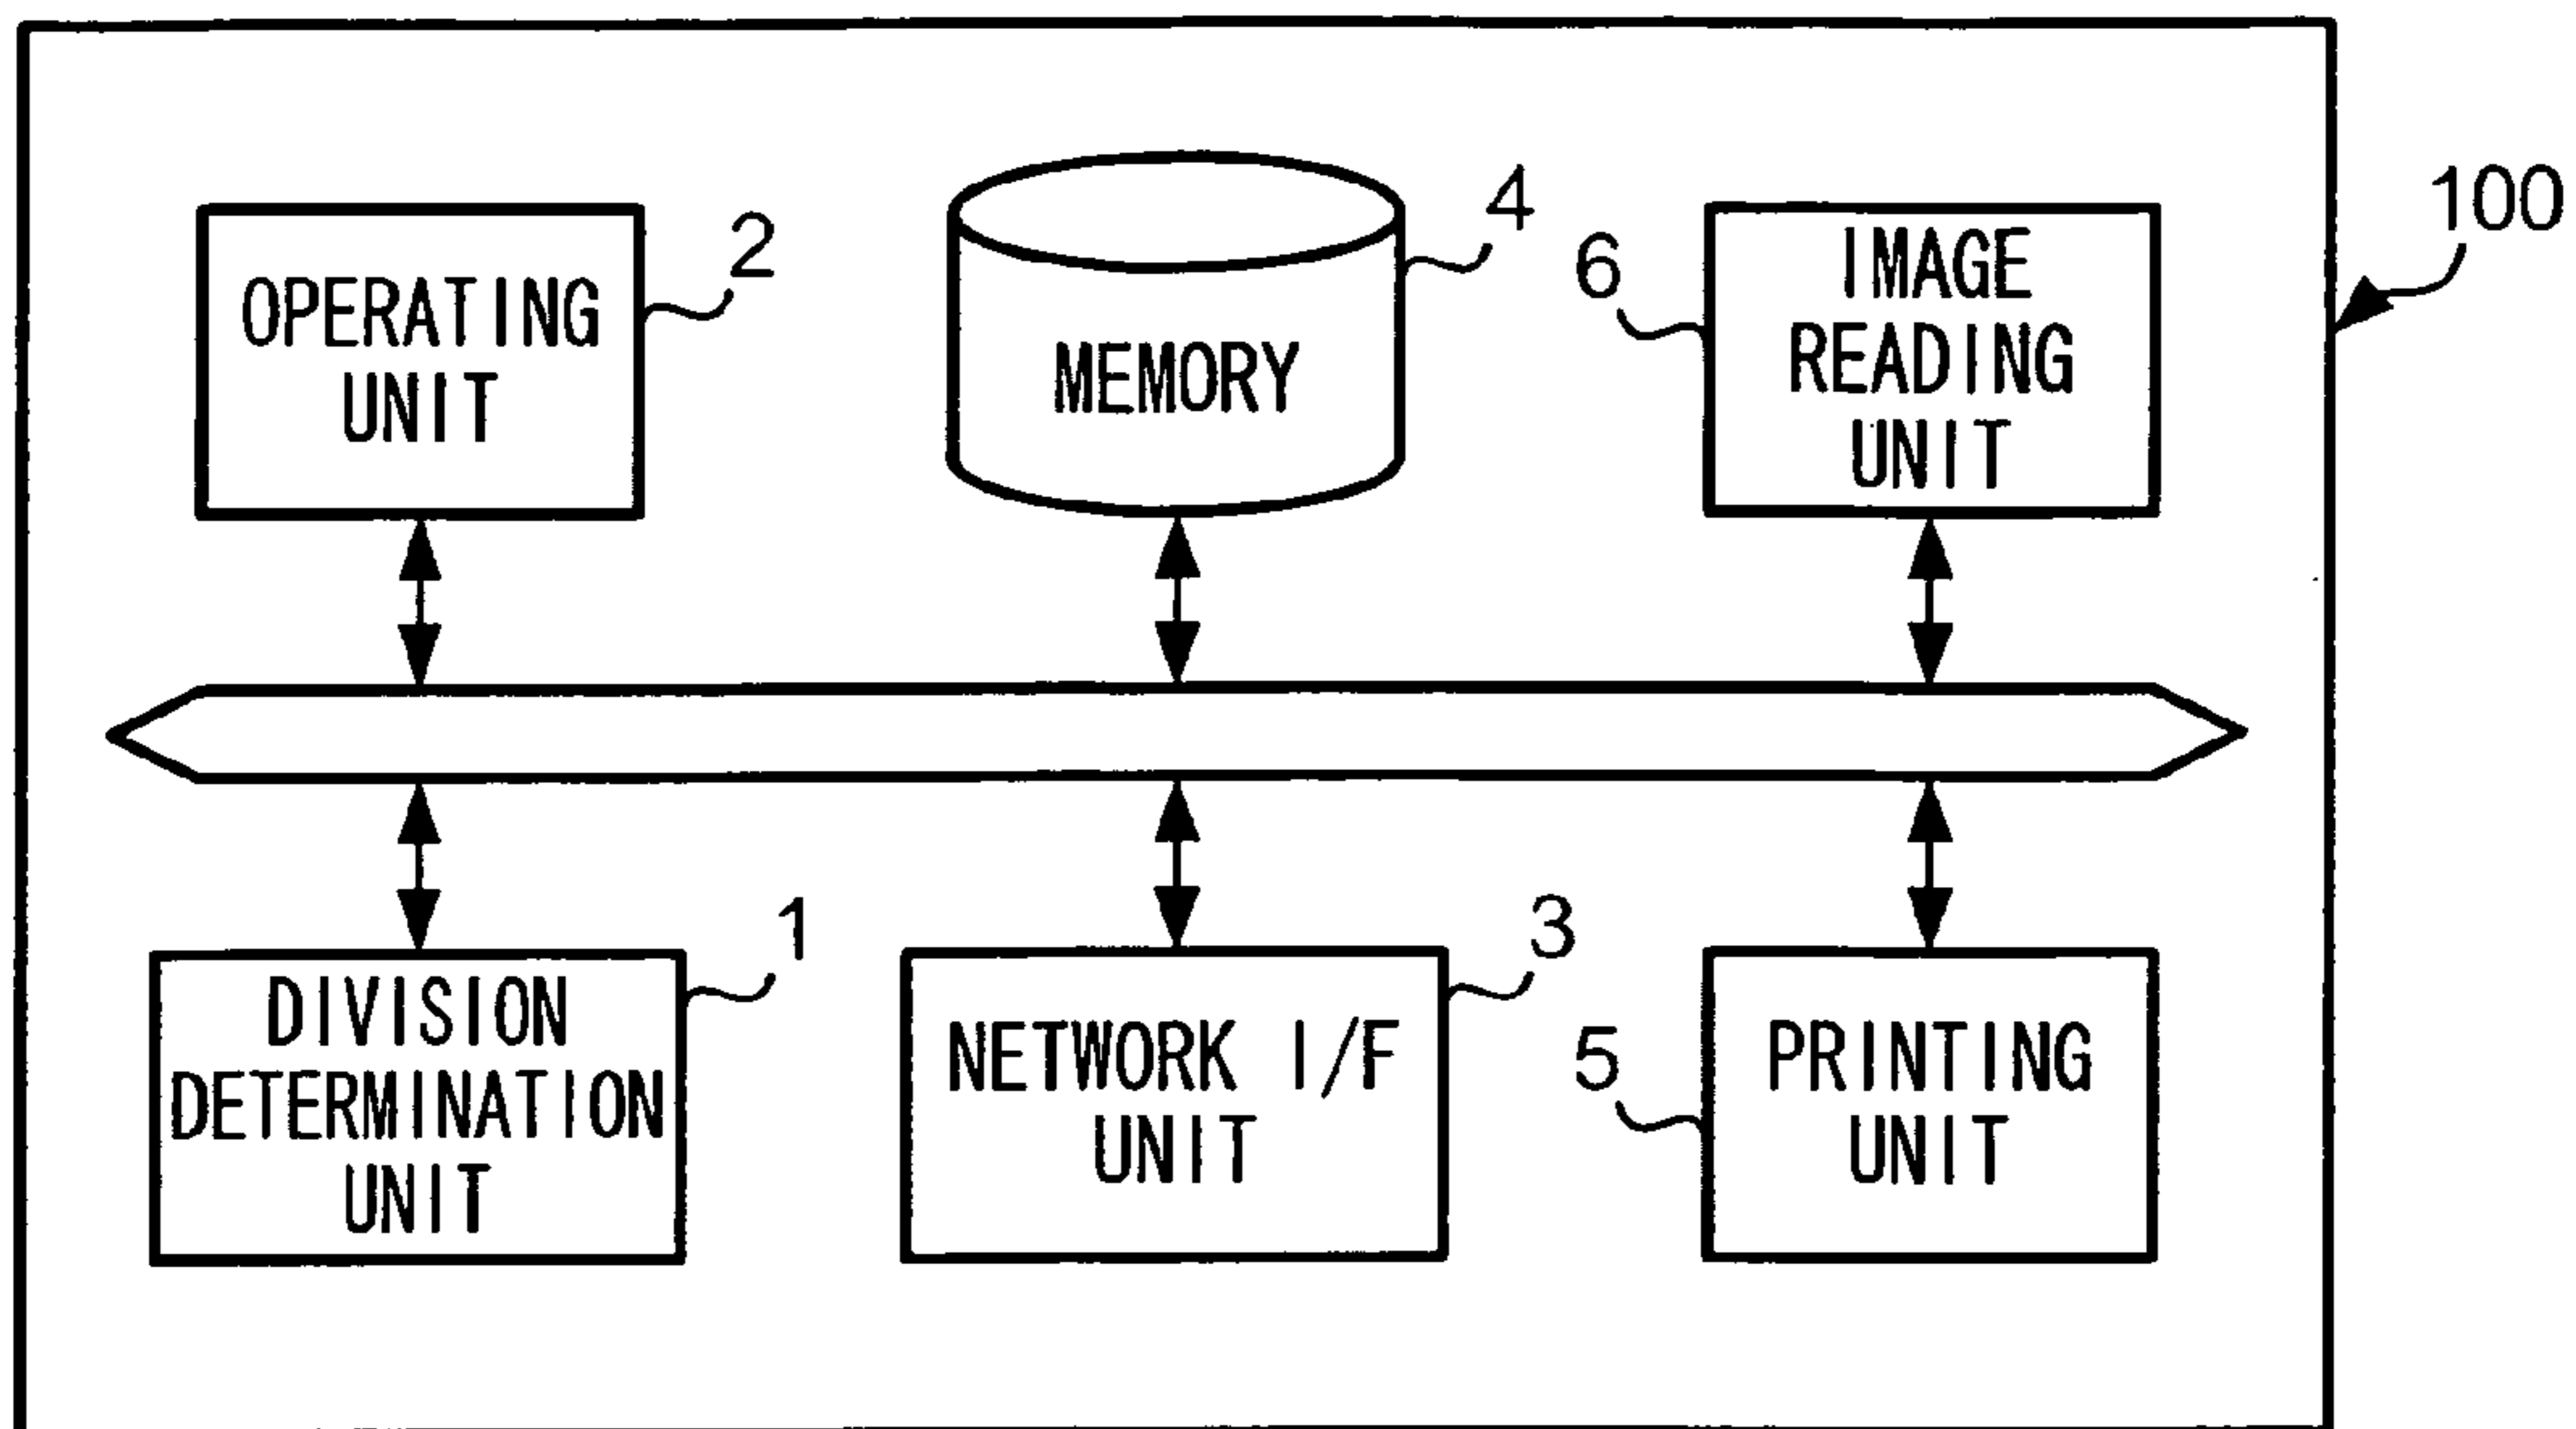 100
2
OPERATING
UNIT
4
MEMORY
6
IMAGE
READING
UNIT
1
DIVISION
DETERMINATION
UNIT
3
NETWORK I/F
UNIT
5
PRINTING
UNIT